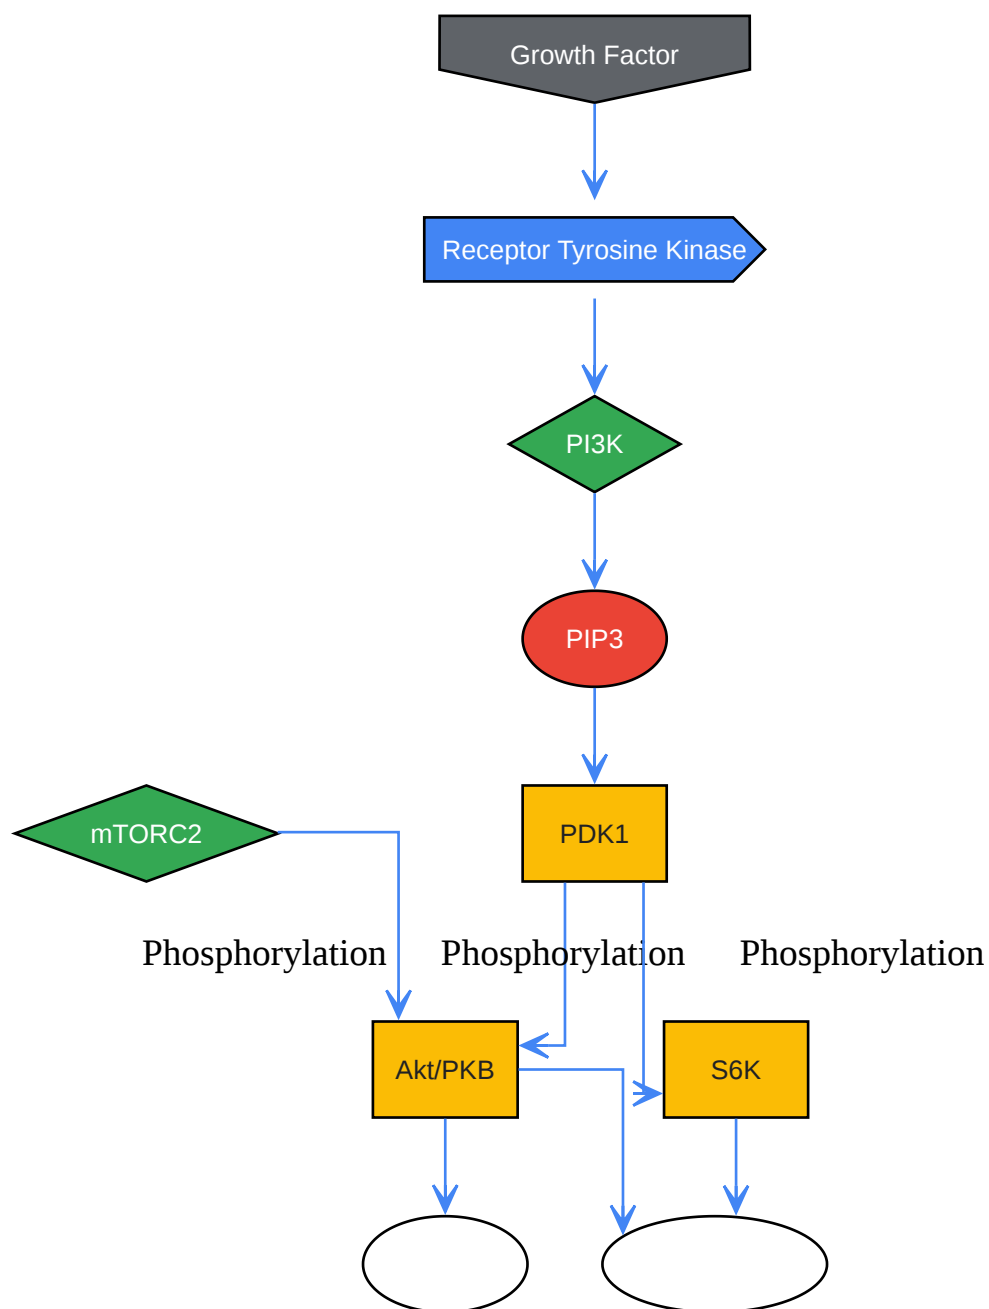 Growth Factor
Receptor Tyrosine Kinase
PI3K
PIP3
mTORC2
PDK1
Phosphorylation
Phosphorylation
Phosphorylation
Akt/PKB
S6K